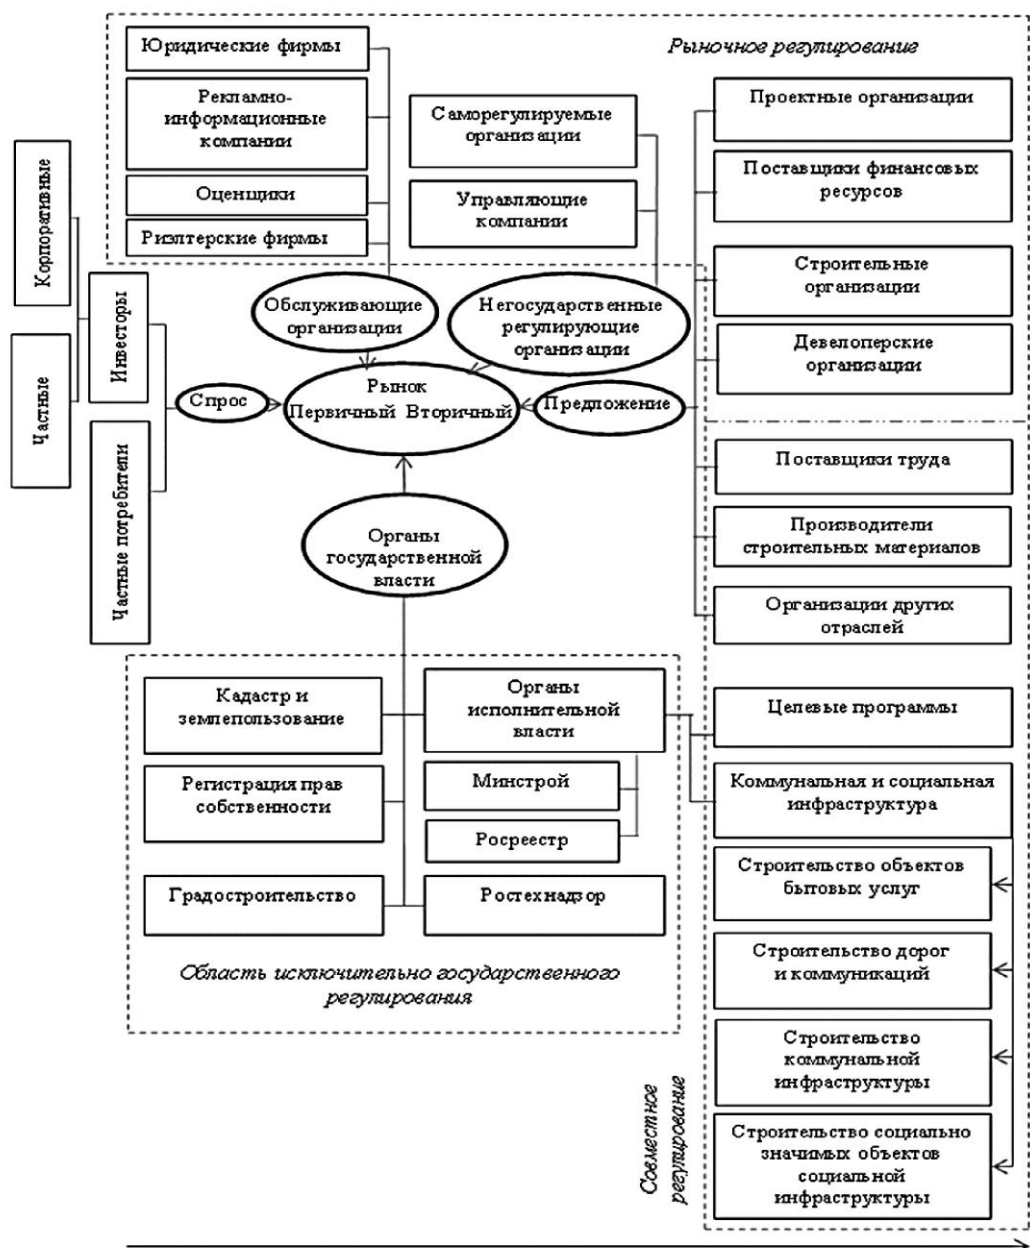 Рыночное регулирование
Юридические фирмы
Рекламно-
информационные
компании
Оценщики
Риэлтерские фирмы
Саморегулируемые
организации
Управляющие
компании
Проектные организации
Поставщики финансовых
ресурсов
Строительные
организации
Девелоперские
организации
Корпоративные
Частные
Инвесторы
Частные потребители
Обслуживающие
организации
Негосударственные
регулирующие
организации
Спрос
Рынок
Первичный Вторичный
Предложение
Органы
государственной
власти
Поставщики труда
Производители
строительных материалов
Организации других
отраслей
Кадастр и
землепользование
Регистрация прав
собственности
Градостроительство
Органы
исполнительной
власти
Минстрой
Росреестр
Ростехнадзор
Область исключительно государственного
регулирования
Целевые программы
Коммунальная и социальная
инфраструктура
Строительство объектов
бытовых услуг
Строительство дорог
и коммуникаций
Строительство
коммунальной
инфраструктуры
Строительство социально
значимых объектов
социальной
инфраструктуры
Совместное
регулирование